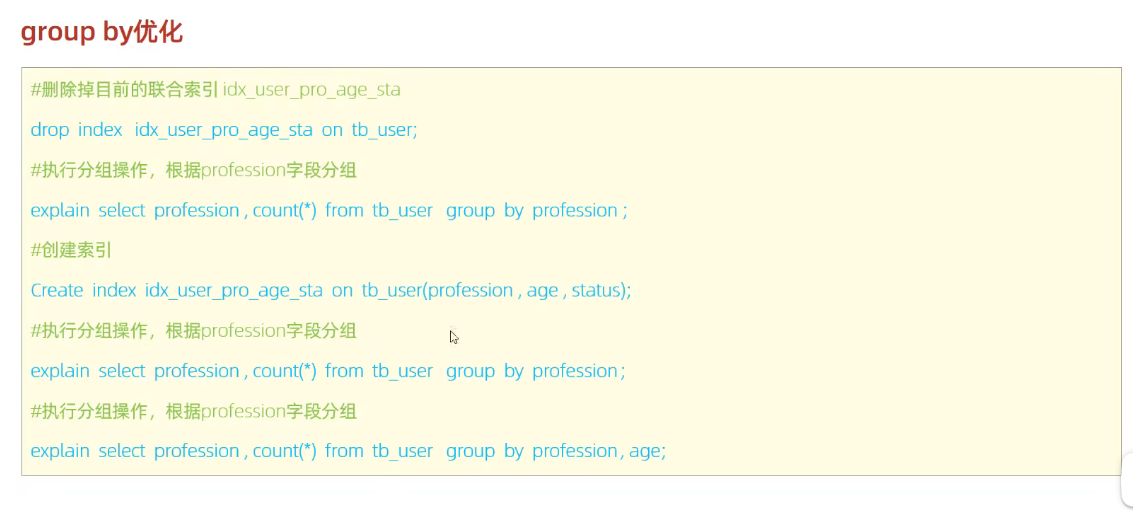 group by优化
#删除掉目前的联合索引 idx_user_pro_age_sta
drop index idx_user_pro_age_sta on tb_user;
#执行分组操作，根据profession字段分组
explain select profession , count(*) from tb_user group by profession ;
#创建索引
Create index idx_user_pro_age_sta on tb_user(profession , age , status);
#执行分组操作，根据profession字段分组
explain select profession , count(*) from tb_user group by profession ;
#执行分组操作，根据profession字段分组
explain select profession , count(*) from tb_user group by profession , age;